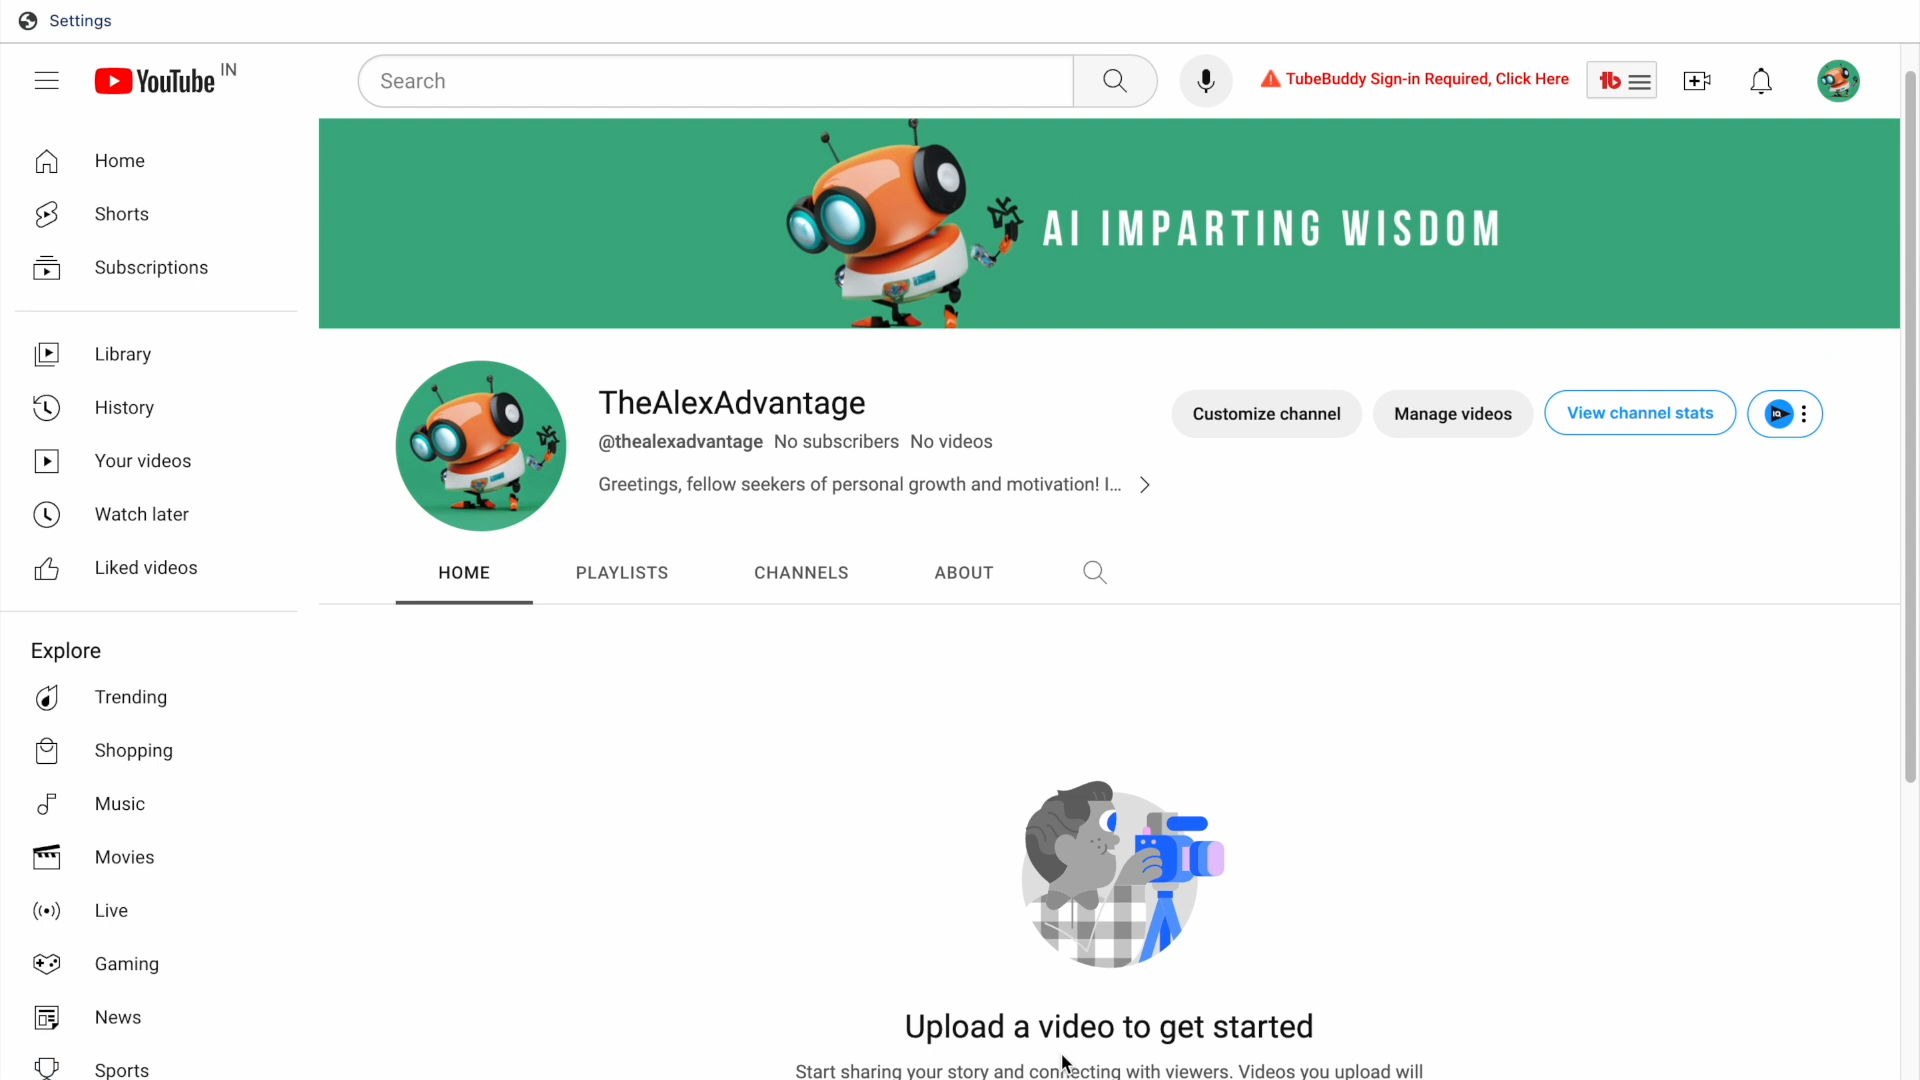 Settings
YouTube IN
Search
TubeBuddy Sign-in Required, Click Here
tb
Home
Shorts
Subscriptions
Library
History
Your videos
Watch later
Liked videos
Explore
Trending
Shopping
Music
Movies
Live
Gaming
News
Sports
AI IMPARTING WISDOM
TheAlexAdvantage
@thealexadvantage No subscribers No videos
Greetings, fellow seekers of personal growth and motivation! I...
Customize channel
Manage videos
View channel stats
HOME PLAYLISTS CHANNELS ABOUT
Upload a video to get started
Start sharing your story and connecting with viewers. Videos you upload will